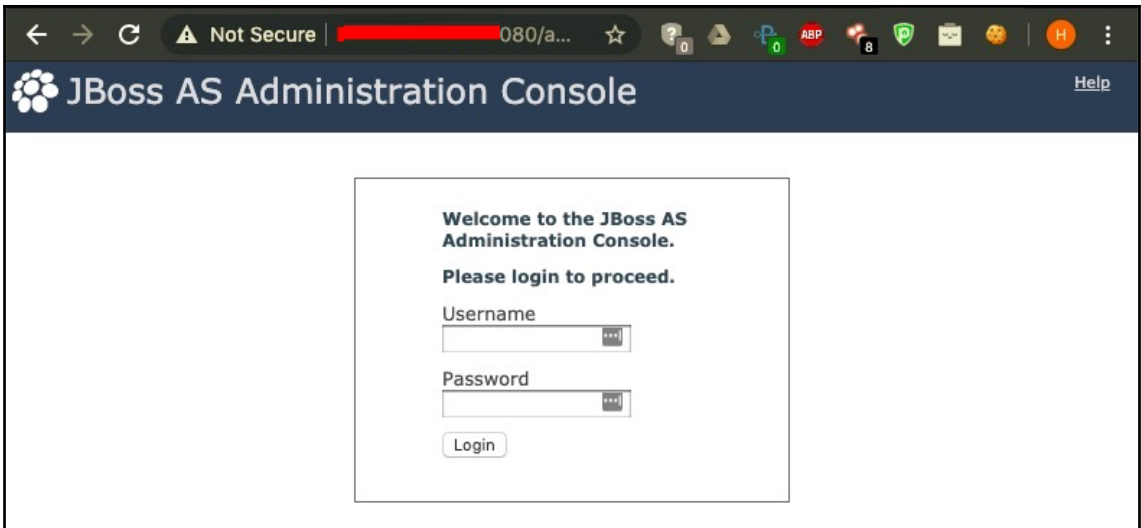 Not Secure
080/a...
0
0
ABP
8
H
JBoss AS Administration Console
Help
Welcome to the JBoss AS
Administration Console.
Please login to proceed.
Username
Password
Login